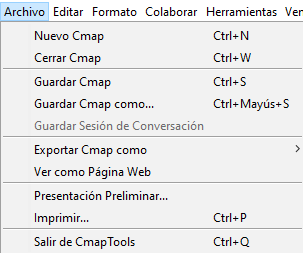 Archivo Editar Formato Colaborar Herramientas
Nuevo Cmap Ctrl+N
Cerrar Cmap Ctrl+W
Guardar Cmap Ctrl+S
Guardar Cmap como... Ctrl+Mayús+S
Guardar Sesión de Conversación
Exportar Cmap como
Ver como Página Web
Presentación Preliminar...
Imprimir... Ctrl+P
Salir de CmapTools Ctrl+Q